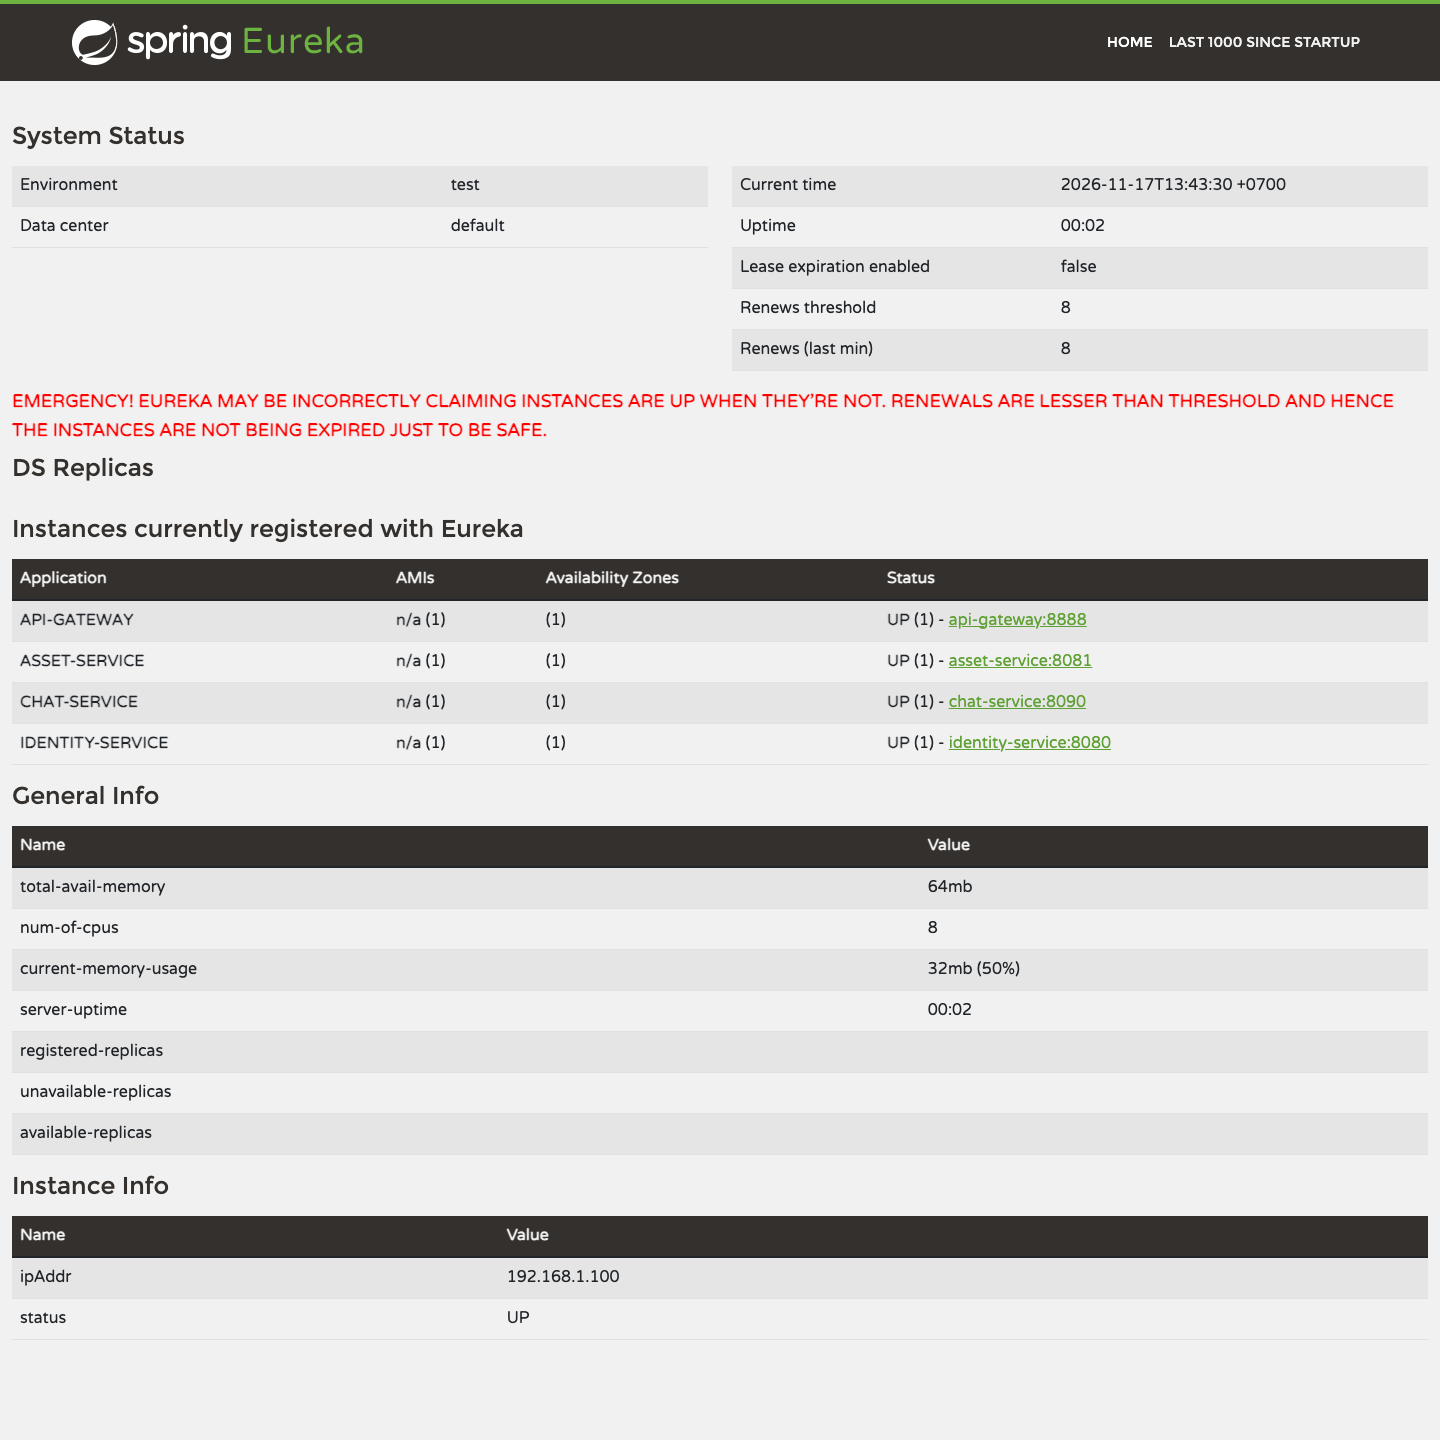 spring Eureka
HOME LAST 1000 SINCE STARTUP
System Status
Environment test
Data center default
Current time 2026-11-17T13:43:30 +0700
Uptime 00:02
Lease expiration enabled false
Renews threshold 8
Renews (last min) 8
EMERGENCY! EUREKA MAY BE INCORRECTLY CLAIMING INSTANCES ARE UP WHEN THEY'RE NOT. RENEWALS ARE LESSER THAN THRESHOLD AND HENCE
THE INSTANCES ARE NOT BEING EXPIRED JUST TO BE SAFE.
DS Replicas
Instances currently registered with Eureka
Application AMIs Availability Zones Status
API-GATEWAY n/a (1) (1) UP (1) - api-gateway:8888
ASSET-SERVICE n/a (1) (1) UP (1) - asset-service:8081
CHAT-SERVICE n/a (1) (1) UP (1) - chat-service:8090
IDENTITY-SERVICE n/a (1) (1) UP (1) - identity-service:8080
General Info
Name Value
total-avail-memory 64mb
num-of-cpus 8
current-memory-usage 32mb (50%)
server-uptime 00:02
registered-replicas
unavailable-replicas
available-replicas
Instance Info
Name Value
ipAddr 192.168.1.100
status UP